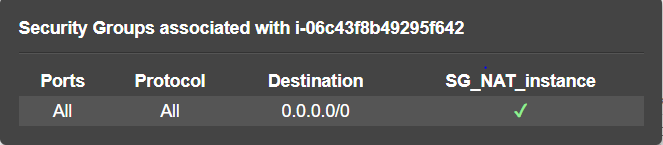 Security Groups associated with i-06c43f8b49295f642
Ports Protocol Destination SG_NAT_instance
All All 0.0.0.0/0 ✓